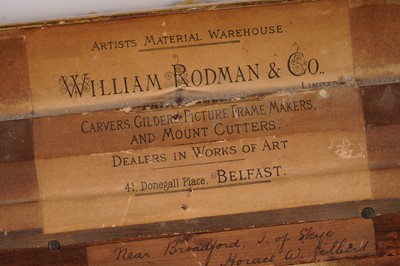 ARTISTS MATERIAL WAREHOUSE.
WILLIAM RODMAN & CO.,
LIMITED
CARVERS, GILDERS, PICTURE FRAME MAKERS,
AND MOUNT CUTTERS.
DEALERS IN WORKS OF ART
41, Donegall Place, BELFAST.
Near Broadford, I. of Skye
Horace W. Gilbert